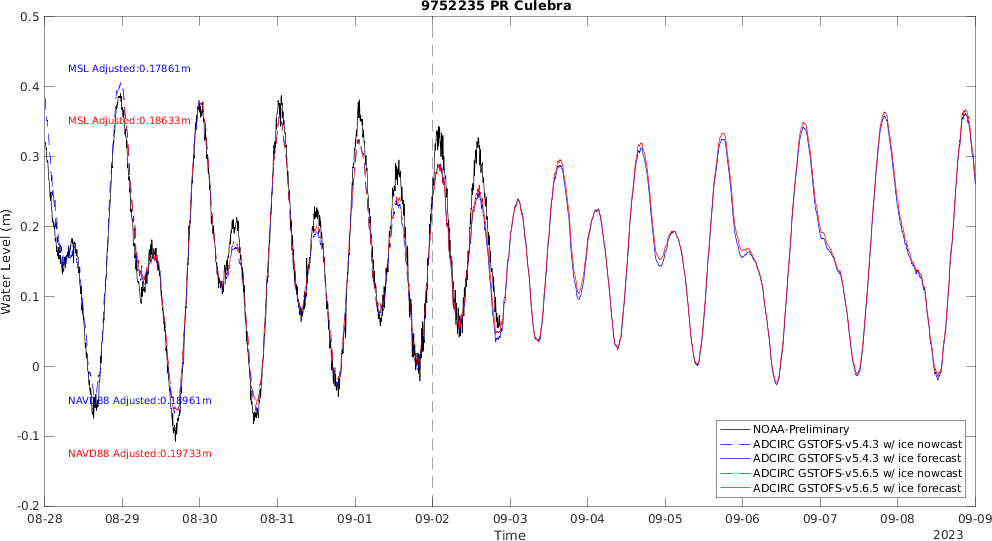 9752235 PR Culebra
0.5
MSL Adjusted:0.17861m
0.4
MSL Adjusted:0.18633m
0.3
0.2
Water Level (m)
0.1
0
NAVD88 Adjusted:0.18961m
-0.1
NAVD88 Adjusted:0.19733m
-0.2
NOAA-Preliminary
ADCIRC GSTOFS-v5.4.3 w/ ice nowcast
ADCIRC GSTOFS-v5.4.3 w/ ice forecast
ADCIRC GSTOFS-v5.6.5 w/ ice nowcast
ADCIRC GSTOFS-v5.6.5 w/ ice forecast
08-28 08-29 08-30 08-31 09-01 09-02 09-03 09-04 09-05 09-06 09-07 09-08 09-09
Time
2023